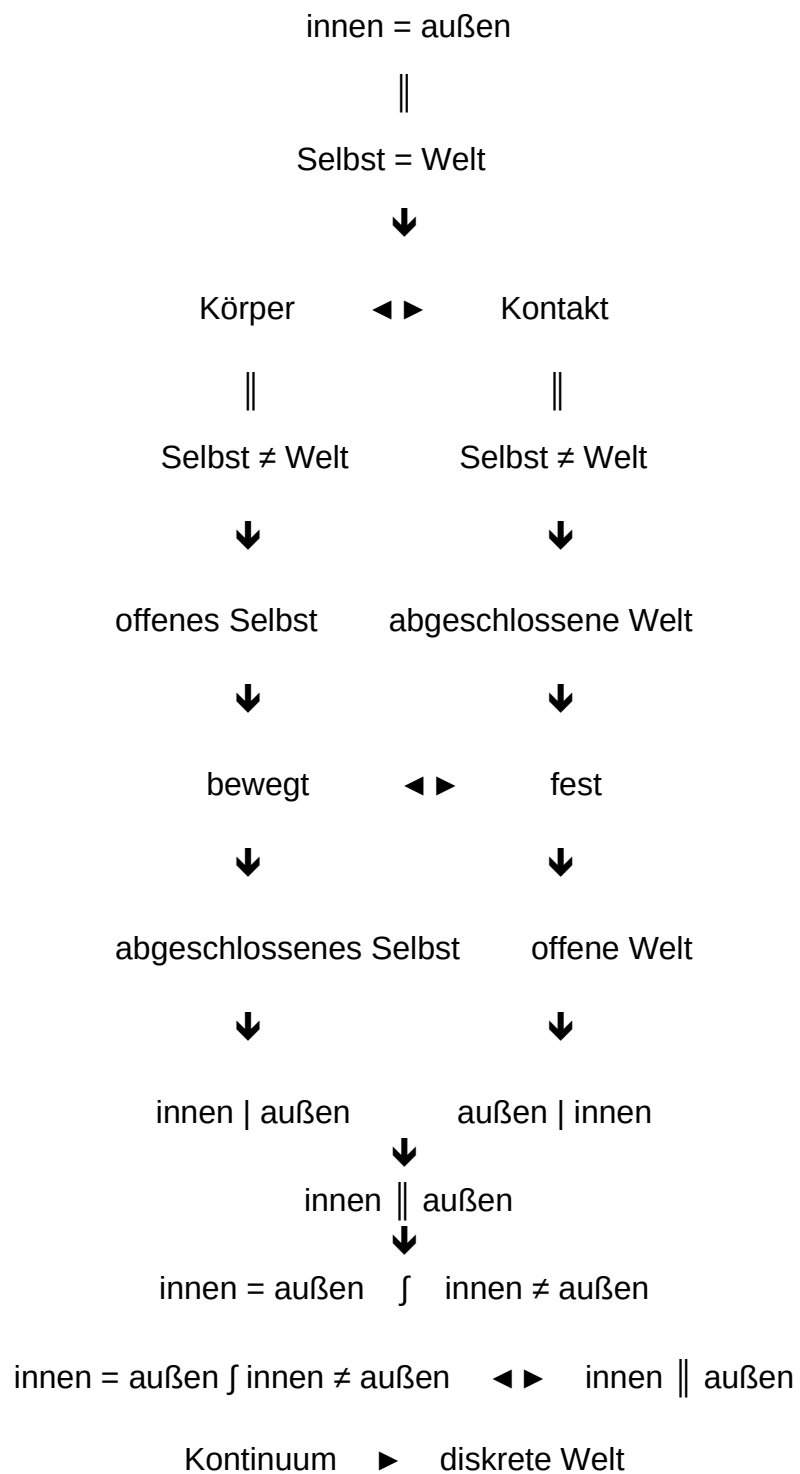 innen = außen
‖
Selbst = Welt
🡳
Körper ◄ ► Kontakt
‖ ‖
Selbst ≠ Welt Selbst ≠ Welt
🡳 🡳
offenes Selbst abgeschlossene Welt
🡳 🡳
bewegt ◄ ► fest
🡳 🡳
abgeschlossenes Selbst offene Welt
🡳 🡳
innen | außen außen | innen
🡳
innen ‖ außen
🡳
innen = außen ∫ innen ≠ außen
innen = außen ∫ innen ≠ außen ◄ ► innen ‖ außen
Kontinuum ► diskrete Welt